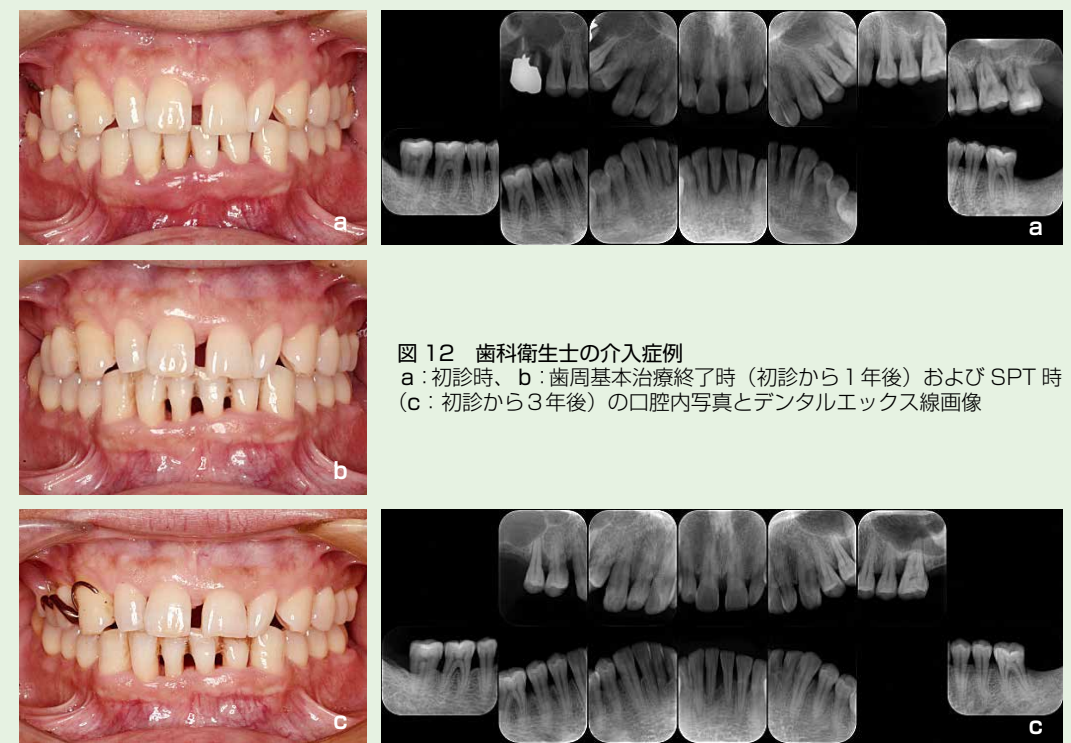 a
a
b
図 12 歯科衛生士の介入症例
a：初診時、b：歯周基本治療終了時（初診から１年後）および SPT 時
（c：初診から３年後）の口腔内写真とデンタルエックス線画像
c
c